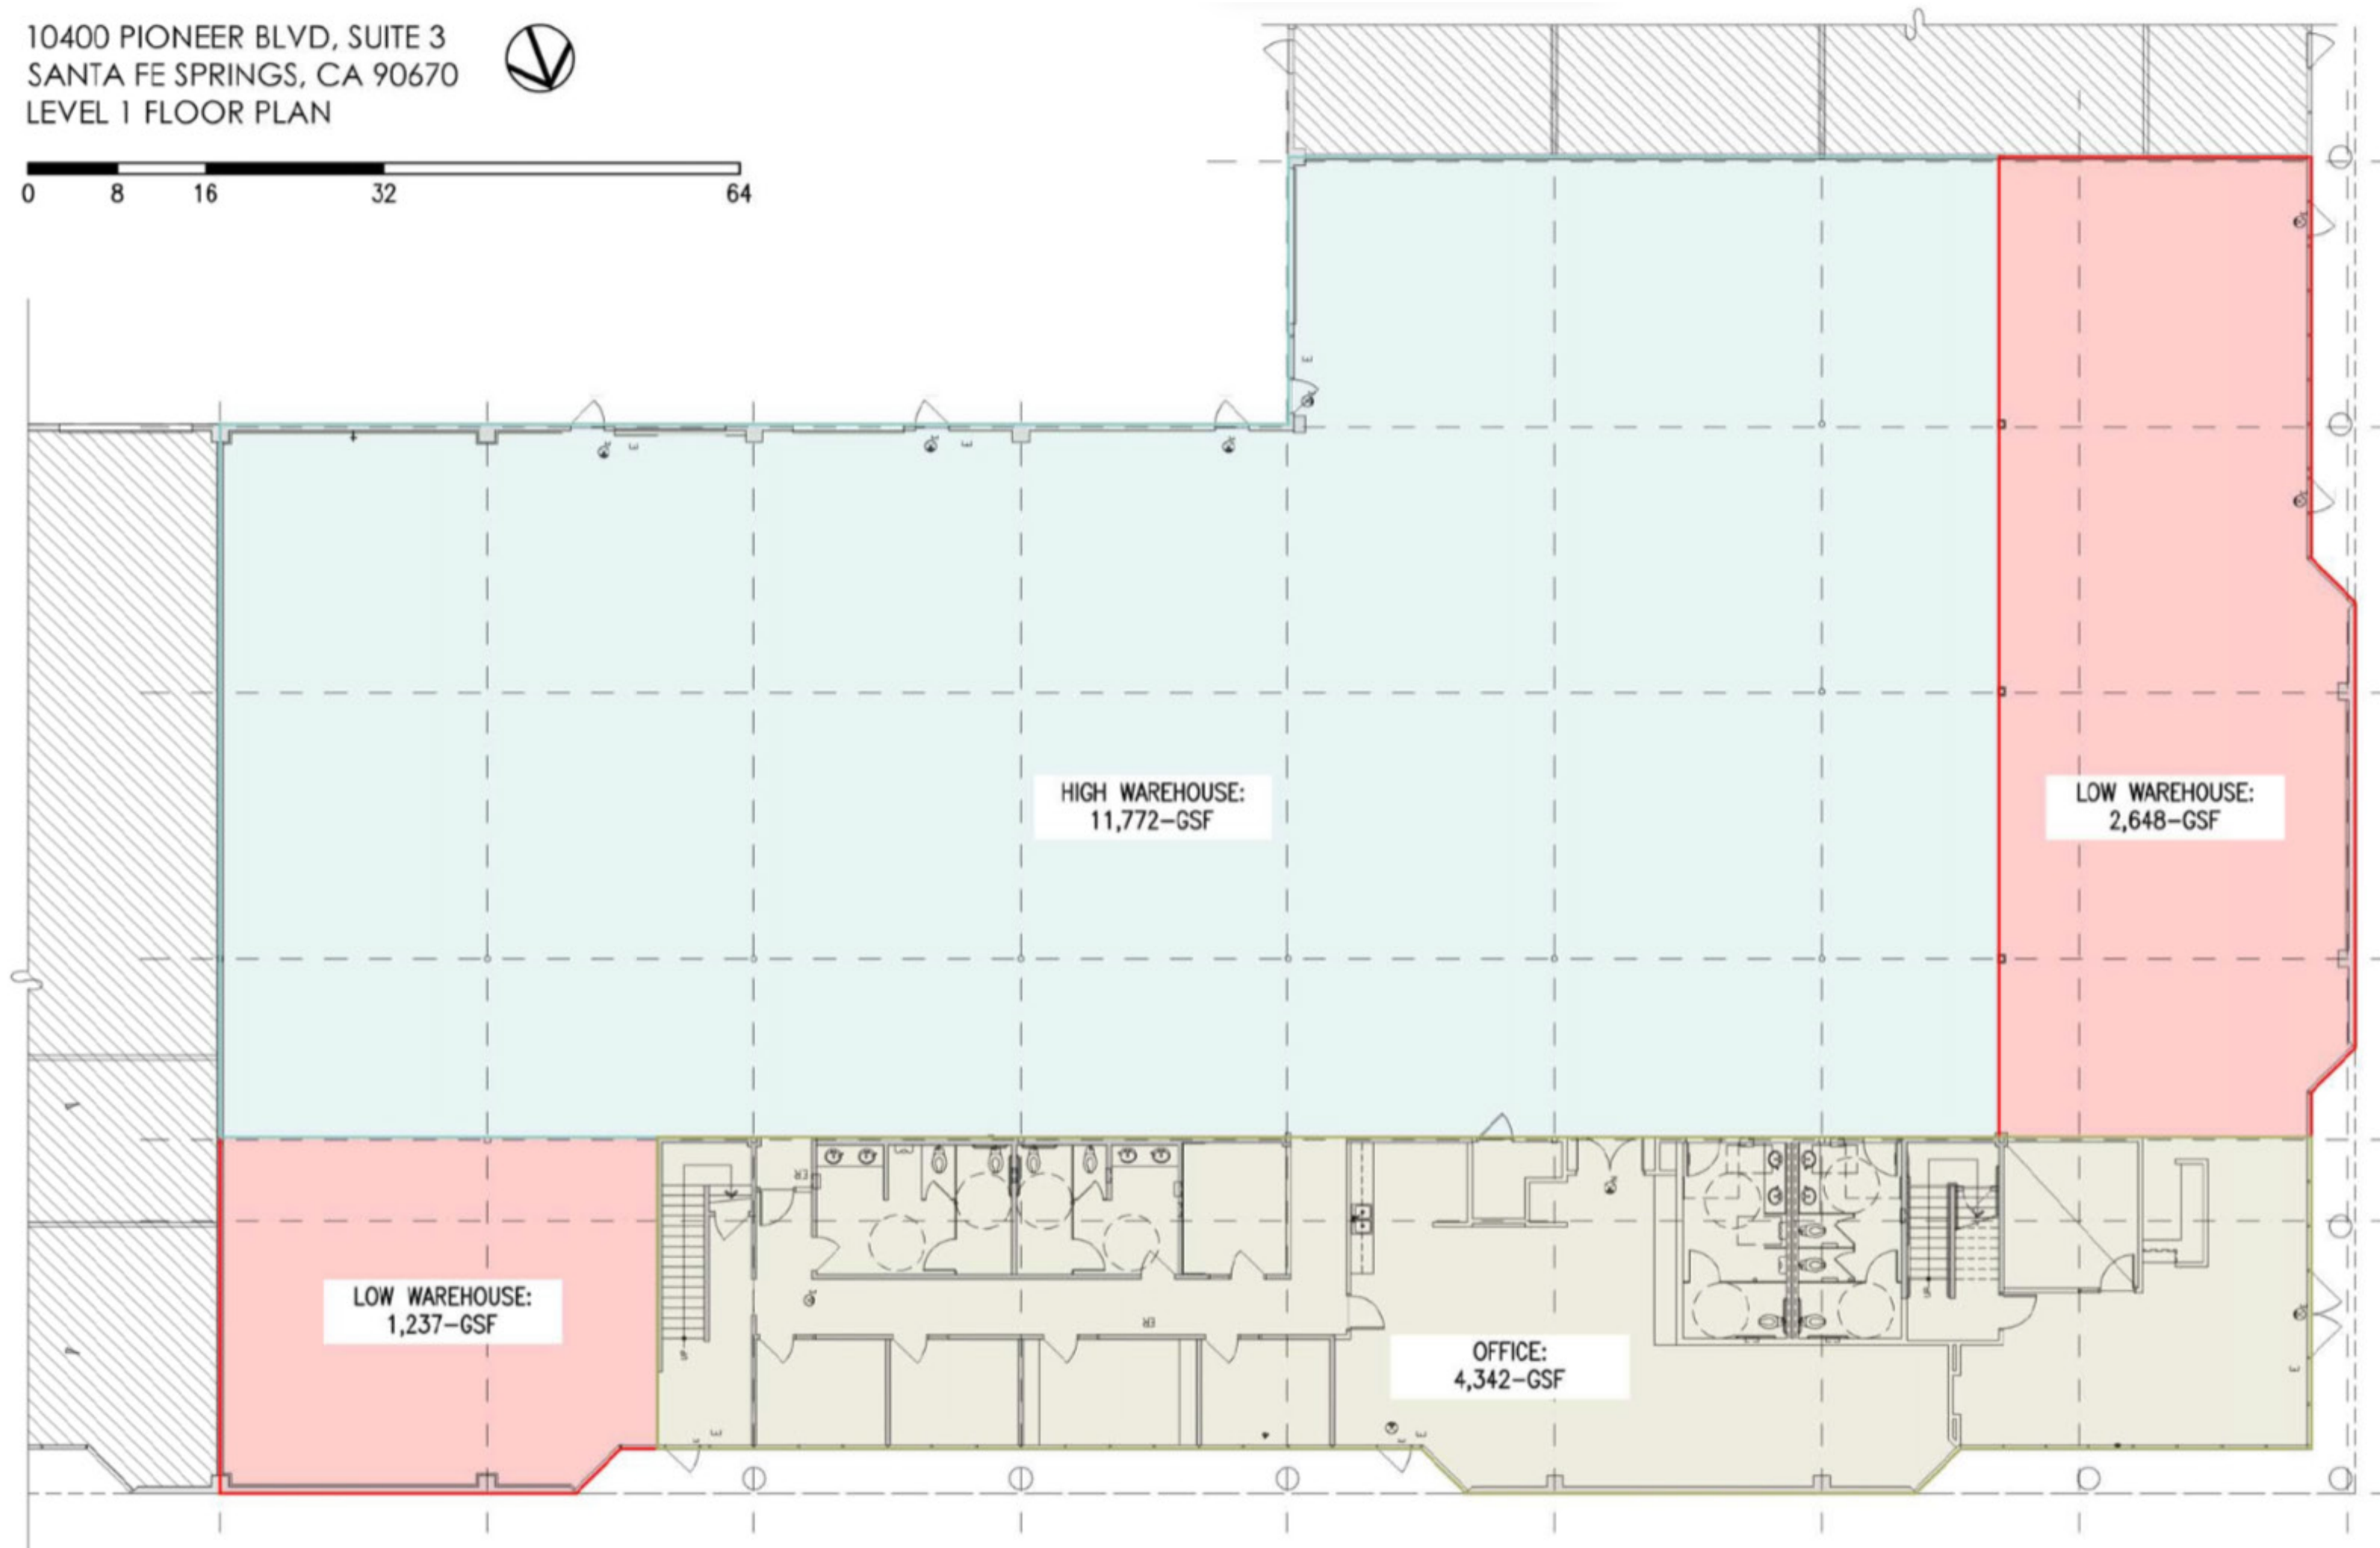 10400 PIONEER BLVD, SUITE 3
SANTA FE SPRINGS, CA 90670
LEVEL 1 FLOOR PLAN
0 8 16 32 64
HIGH WAREHOUSE:
11,772-GSF
LOW WAREHOUSE:
2,648-GSF
LOW WAREHOUSE:
1,237-GSF
OFFICE:
4,342-GSF